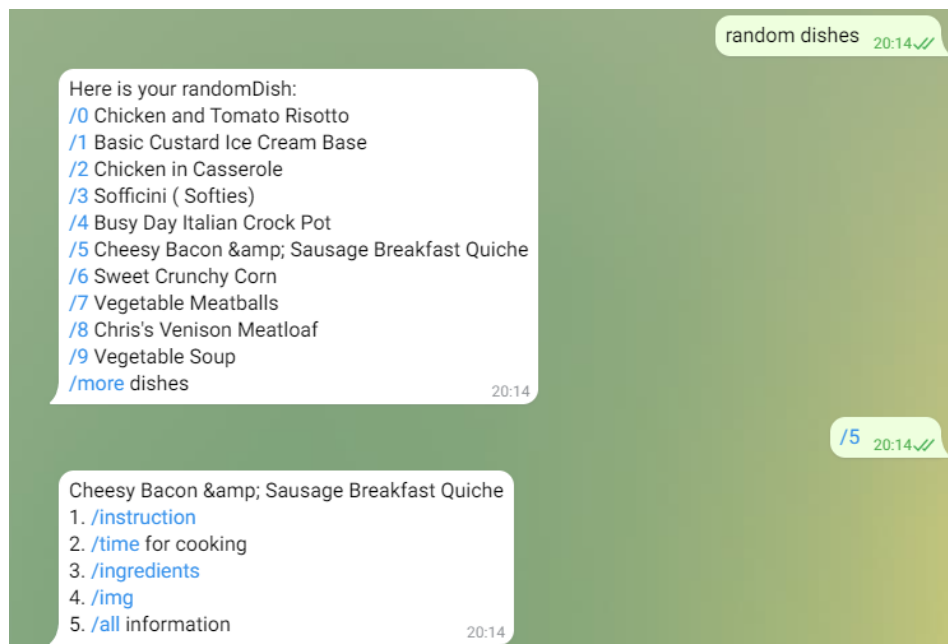 random dishes 20:14
Here is your randomDish:
/0 Chicken and Tomato Risotto
/1 Basic Custard Ice Cream Base
/2 Chicken in Casserole
/3 Sofficini ( Softies)
/4 Busy Day Italian Crock Pot
/5 Cheesy Bacon &amp; Sausage Breakfast Quiche
/6 Sweet Crunchy Corn
/7 Vegetable Meatballs
/8 Chris's Venison Meatloaf
/9 Vegetable Soup
/more dishes 20:14
/5 20:14
Cheesy Bacon &amp; Sausage Breakfast Quiche
1. /instruction
2. /time for cooking
3. /ingredients
4. /img
5. /all information 20:14